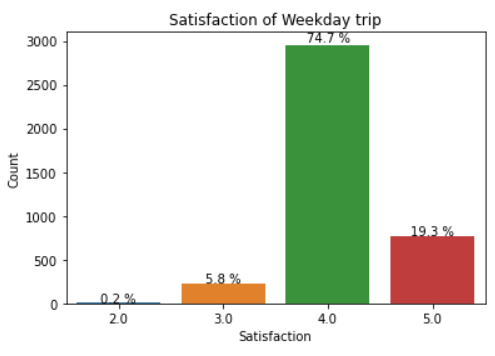 Satisfaction of Weekday trip
Count
3000
2500
2000
1500
1000
500
0
0.2 %
5.8 %
74.7 %
19.3 %
2.0 3.0 4.0 5.0
Satisfaction